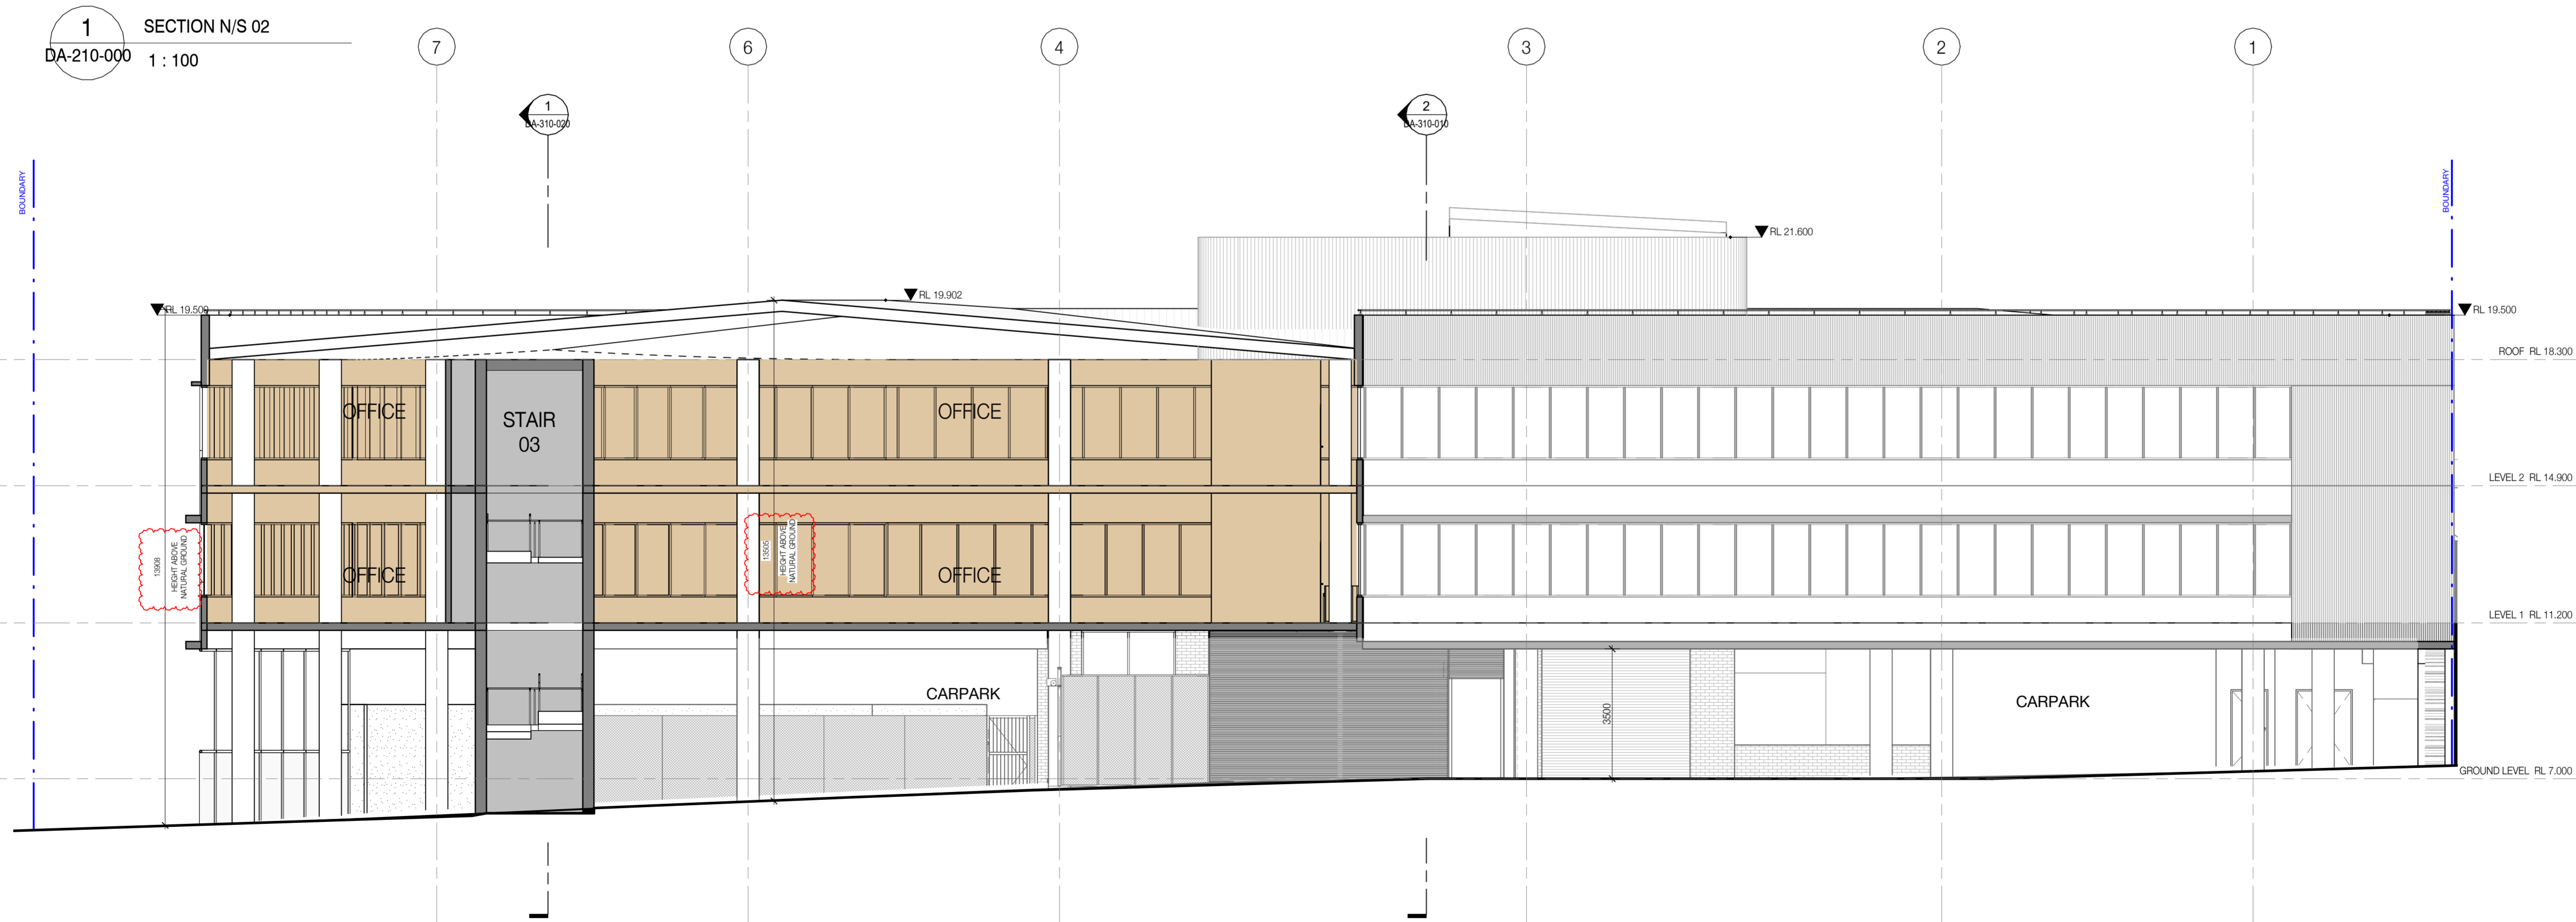 1
DA-210-000
SECTION N/S 02
1 : 100
7
6
4
3
2
1
1
DA-310-020
2
DA-310-010
BOUNDARY
BOUNDARY
RL 21.600
RL 19.902
RL 19.500
RL 19.500
ROOF RL 18.300
OFFICE
STAIR
03
OFFICE
LEVEL 2 RL 14.900
13908
HEIGHT ABOVE
NATURAL GROUND
13505
HEIGHT ABOVE
NATURAL GROUND
OFFICE
OFFICE
LEVEL 1 RL 11.200
CARPARK
3500
CARPARK
GROUND LEVEL RL 7.000